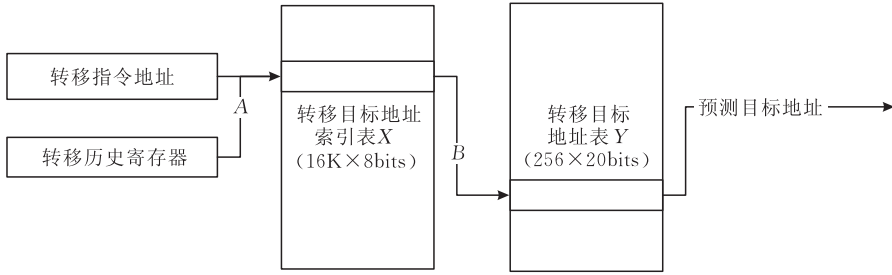 转移指令地址
A
转移历史寄存器
转移目标地址
索引表X
（16K×8bits）
B
转移目标
地址表Y
（256×20bits）
预测目标地址